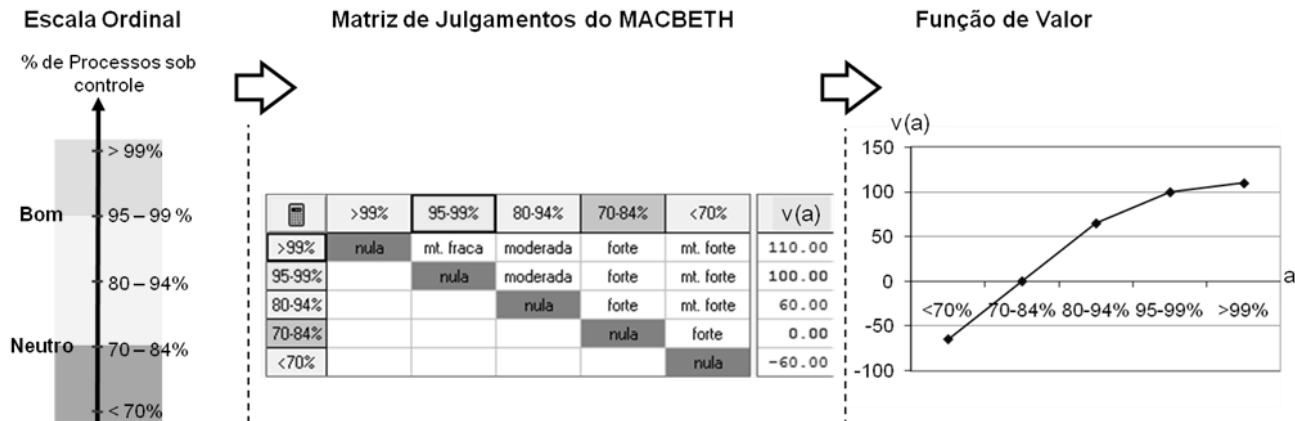 Escala Ordinal
Matriz de Julgamentos do MACBETH
Função de Valor
% de Processos sob
controle
> 99%
Bom
95 – 99 %
80 – 94%
Neutro
70 – 84%
< 70%
>99% 95-99% 80-94% 70-84% <70% v(a)
>99% nula mt. fraca moderada forte mt. forte 110.00
95-99% nula moderada forte mt. forte 100.00
80-94% nula forte mt. forte 60.00
70-84% nula forte 0.00
<70% nula -60.00
v(a)
150
100
50
0
a
<70% 70-84% 80-94% 95-99% >99%
-50
-100